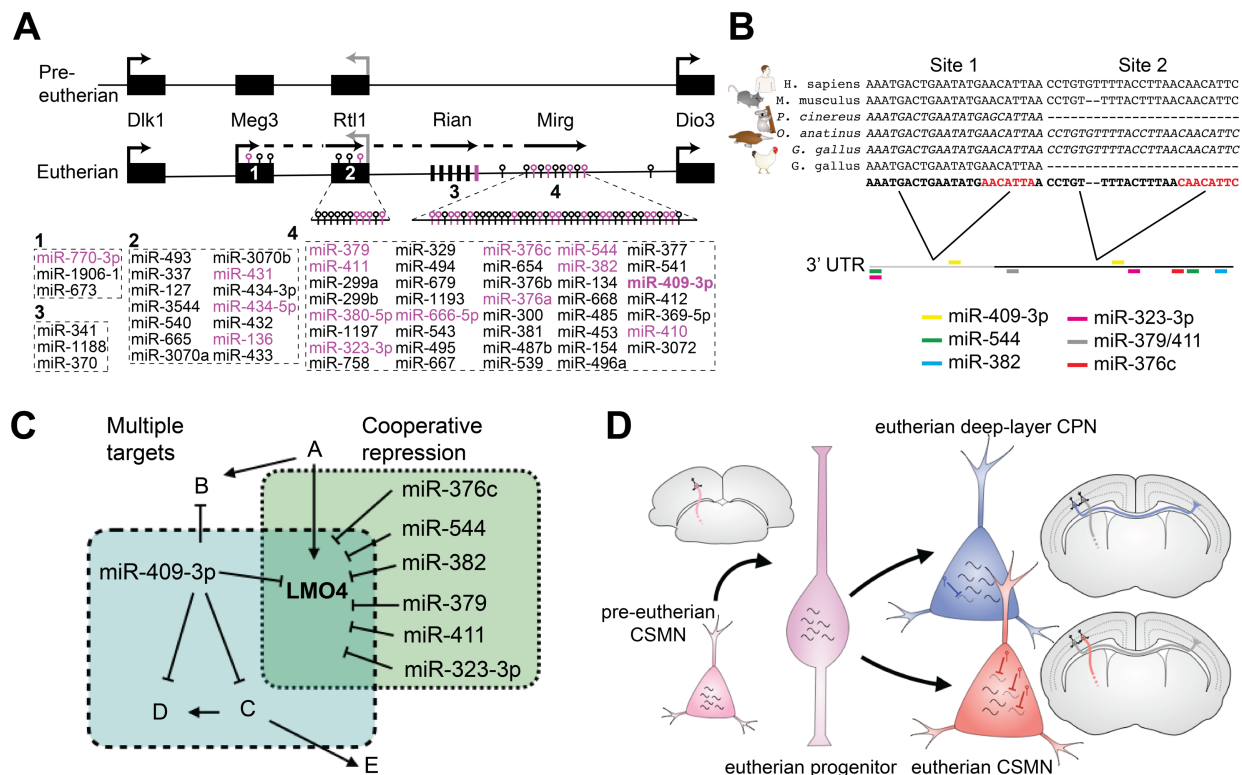 A
Pre-
eutherian
Dlk1 Meg3 Rtl1 Rian Mirg Dio3
Eutherian
1 2 3 4
1
miR-770-3p
miR-1906-1
miR-673
3
miR-341
miR-1188
miR-370
2
miR-493 miR-3070b
miR-337 miR-431
miR-127 miR-434-3p
miR-3544 miR-434-5p
miR-540 miR-432
miR-665 miR-136
miR-3070a miR-433
4
miR-379 miR-329 miR-376c miR-544 miR-377
miR-411 miR-494 miR-654 miR-382 miR-541
miR-299a miR-679 miR-376b miR-134 miR-409-3p
miR-299b miR-1193 miR-376a miR-668 miR-412
miR-380-5p miR-666-5p miR-300 miR-485 miR-369-5p
miR-1197 miR-543 miR-381 miR-453 miR-410
miR-323-3p miR-495 miR-487b miR-154 miR-3072
miR-758 miR-667 miR-539 miR-496a
B
Site 1 Site 2
H. sapiens AAATGACTGAATATGAACATTAA CCTGTGTTTTACCTTAACAACATTC
M. musculus AAATGACTGAATATGAACATTAA CCTGT--TTTACTTAACAACATTC
P. cinereus AAATGACTGAATATGAGCATTAA -------------------------
O. anatinus AAATGACTGAATATGAACATTAA CCTGTGTTTTACCTTAACAACATTC
G. gallus AAATGACTGAATATGAACATTAA CCTGTGTTTTACCTTAACAACATTC
G. gallus AAATGACTGAATATGAACATTAA -------------------------
AAATGACTGAATATGAACATTAA CCTGT--TTTACTTTAACAACATTC
3’ UTR
miR-409-3p miR-323-3p
miR-544 miR-379/411
miR-382 miR-376c
C
Multiple
targets
Cooperative
repression
A
B
miR-376c
miR-544
miR-409-3p
miR-382
LMO4
miR-379
miR-411
miR-323-3p
D C
E
D
eutherian deep-layer CPN
pre-eutherian
CSMN
eutherian progenitor
eutherian CSMN